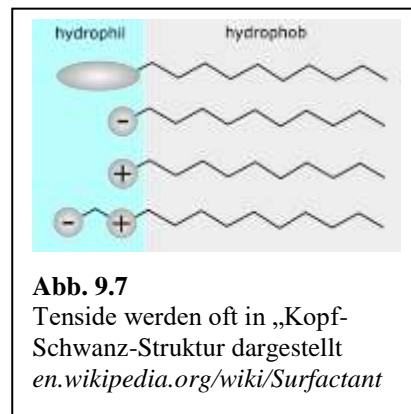 hydrophil hydrophob
-
+
- +
Abb. 9.7
Tenside werden oft in „Kopf-
Schwanz-Struktur dargestellt
en.wikipedia.org/wiki/Surfactant